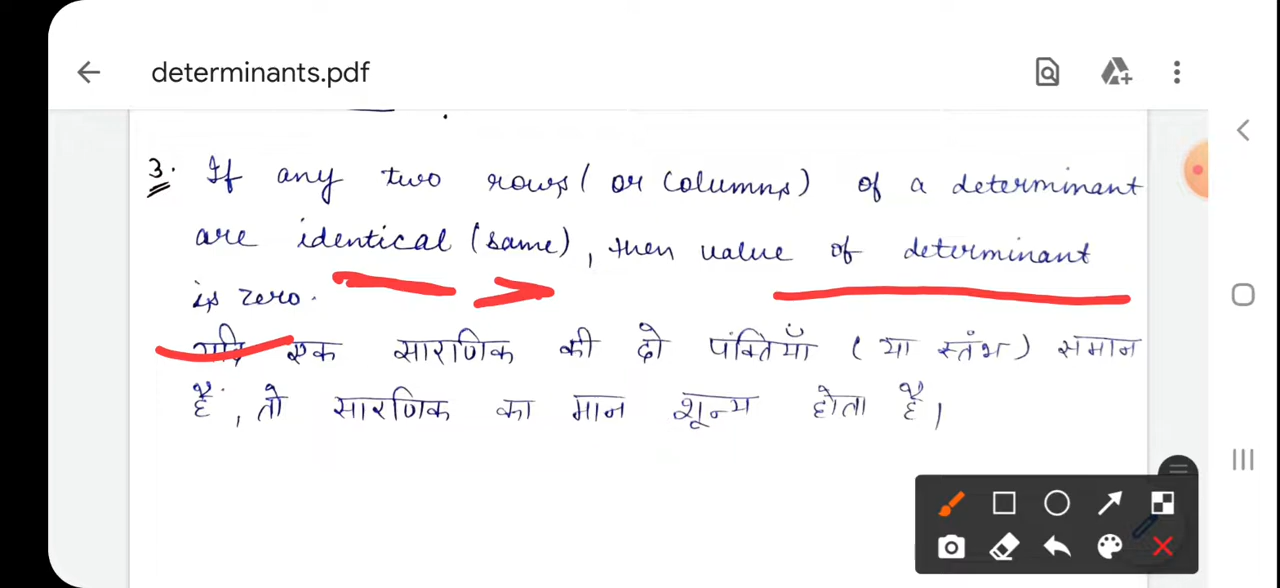 determinants.pdf
3. If any two rows (or columns) of a determinant
are identical (same), then value of determinant
is zero.
यदि एक सारणिक की दो पंक्तियाँ (या स्तंभ) समान
हैं, तो सारणिक का मान शून्य होता है।